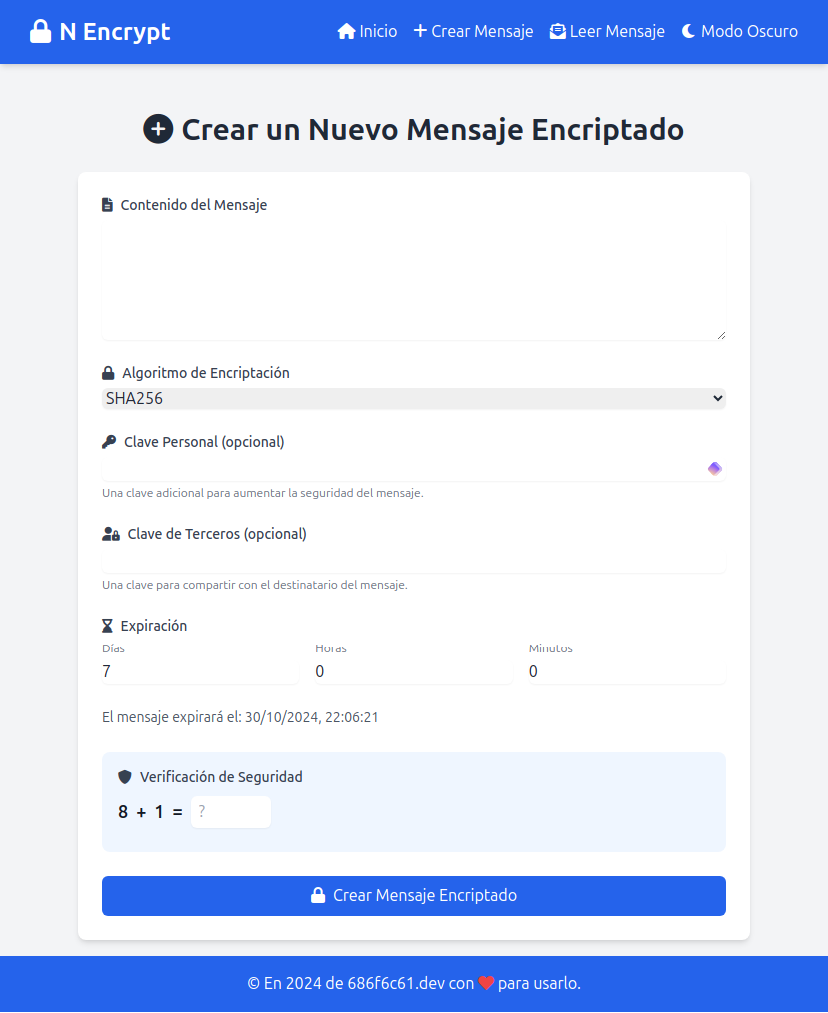 N Encrypt Inicio Crear Mensaje Leer Mensaje Modo Oscuro
Crear un Nuevo Mensaje Encriptado
Contenido del Mensaje
Algoritmo de Encriptación
SHA256
Clave Personal (opcional)
Una clave adicional para aumentar la seguridad del mensaje.
Clave de Terceros (opcional)
Una clave para compartir con el destinatario del mensaje.
Expiración
Días Horas Minutos
7 0 0
El mensaje expirará el: 30/10/2024, 22:06:21
Verificación de Seguridad
8 + 1 = ?
Crear Mensaje Encriptado
© En 2024 de 686f6c61.dev con ❤ para usarlo.